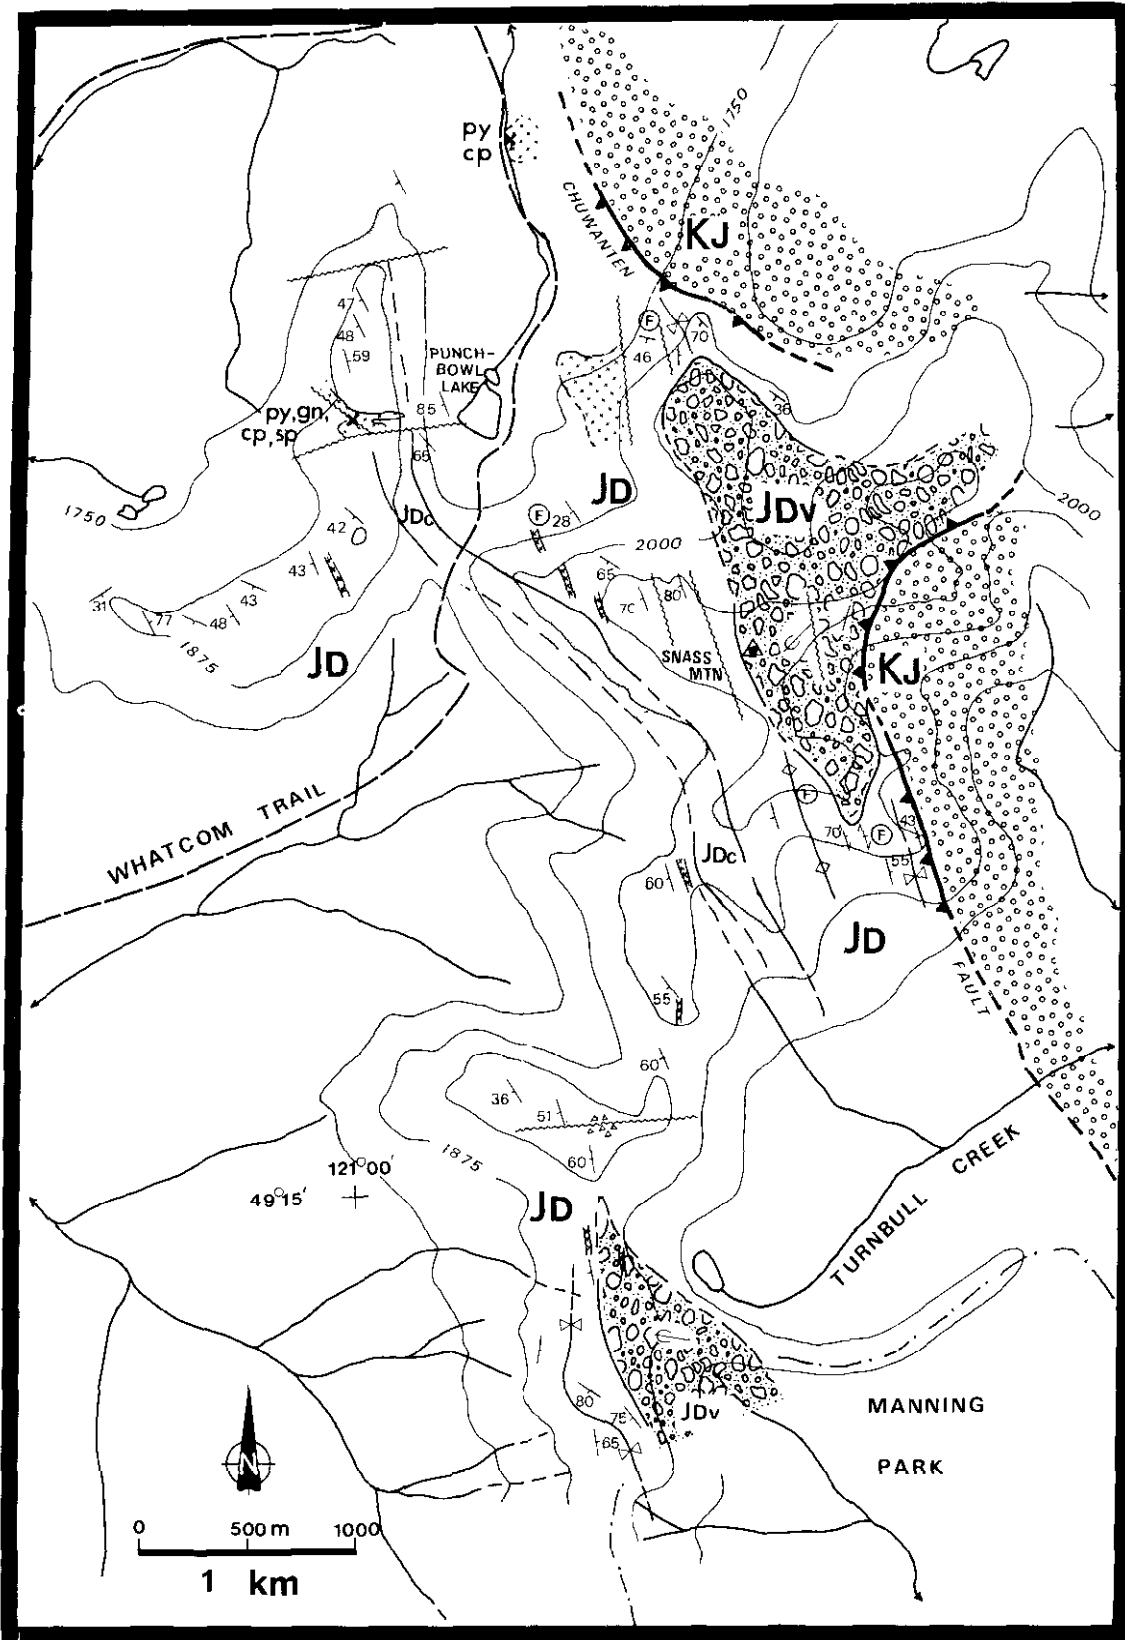 1750
py
cp
CHUWANTEN
KJ
47
F
70
48
59
46
PUNCH-
BOWL
LAKE
85
36
py,gn,
cp,sp
65
JD
JDv
2000
1750
JDc
F
28
42
2000
43
65
80
31
43
77
48
1875
SNASS
MTN
JD
KJ
WHATCOM TRAIL
F
70
F
43
JDc
55
60
JD
FAULT
55
60
36
51
1875
60
121°00'
49°15'
JD
TURNBULL CREEK
80
75
65
JDv
MANNING
PARK
N
0
500 m
1000
1 km